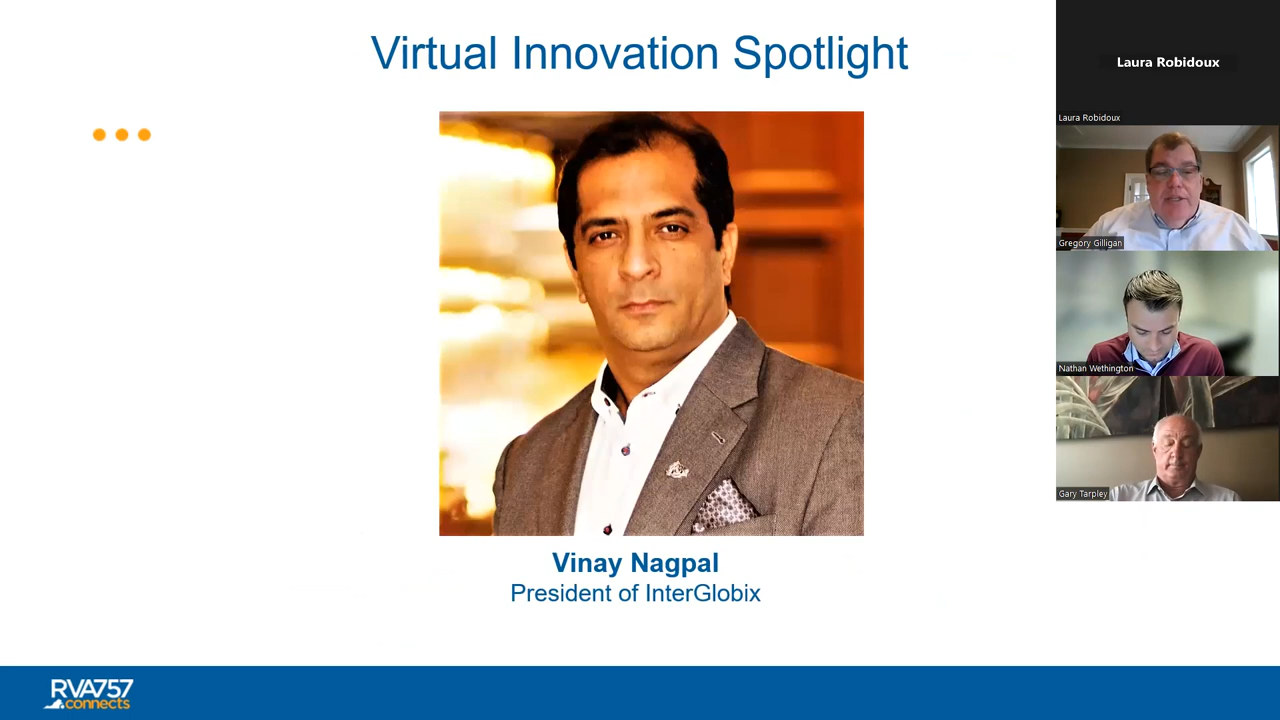 Virtual Innovation Spotlight
Vinay Nagpal
President of InterGlobix
RVA757
connects
Laura Robidoux
Laura Robidoux
Gregory Gilligan
Nathan Wethington
Gary Tarpley